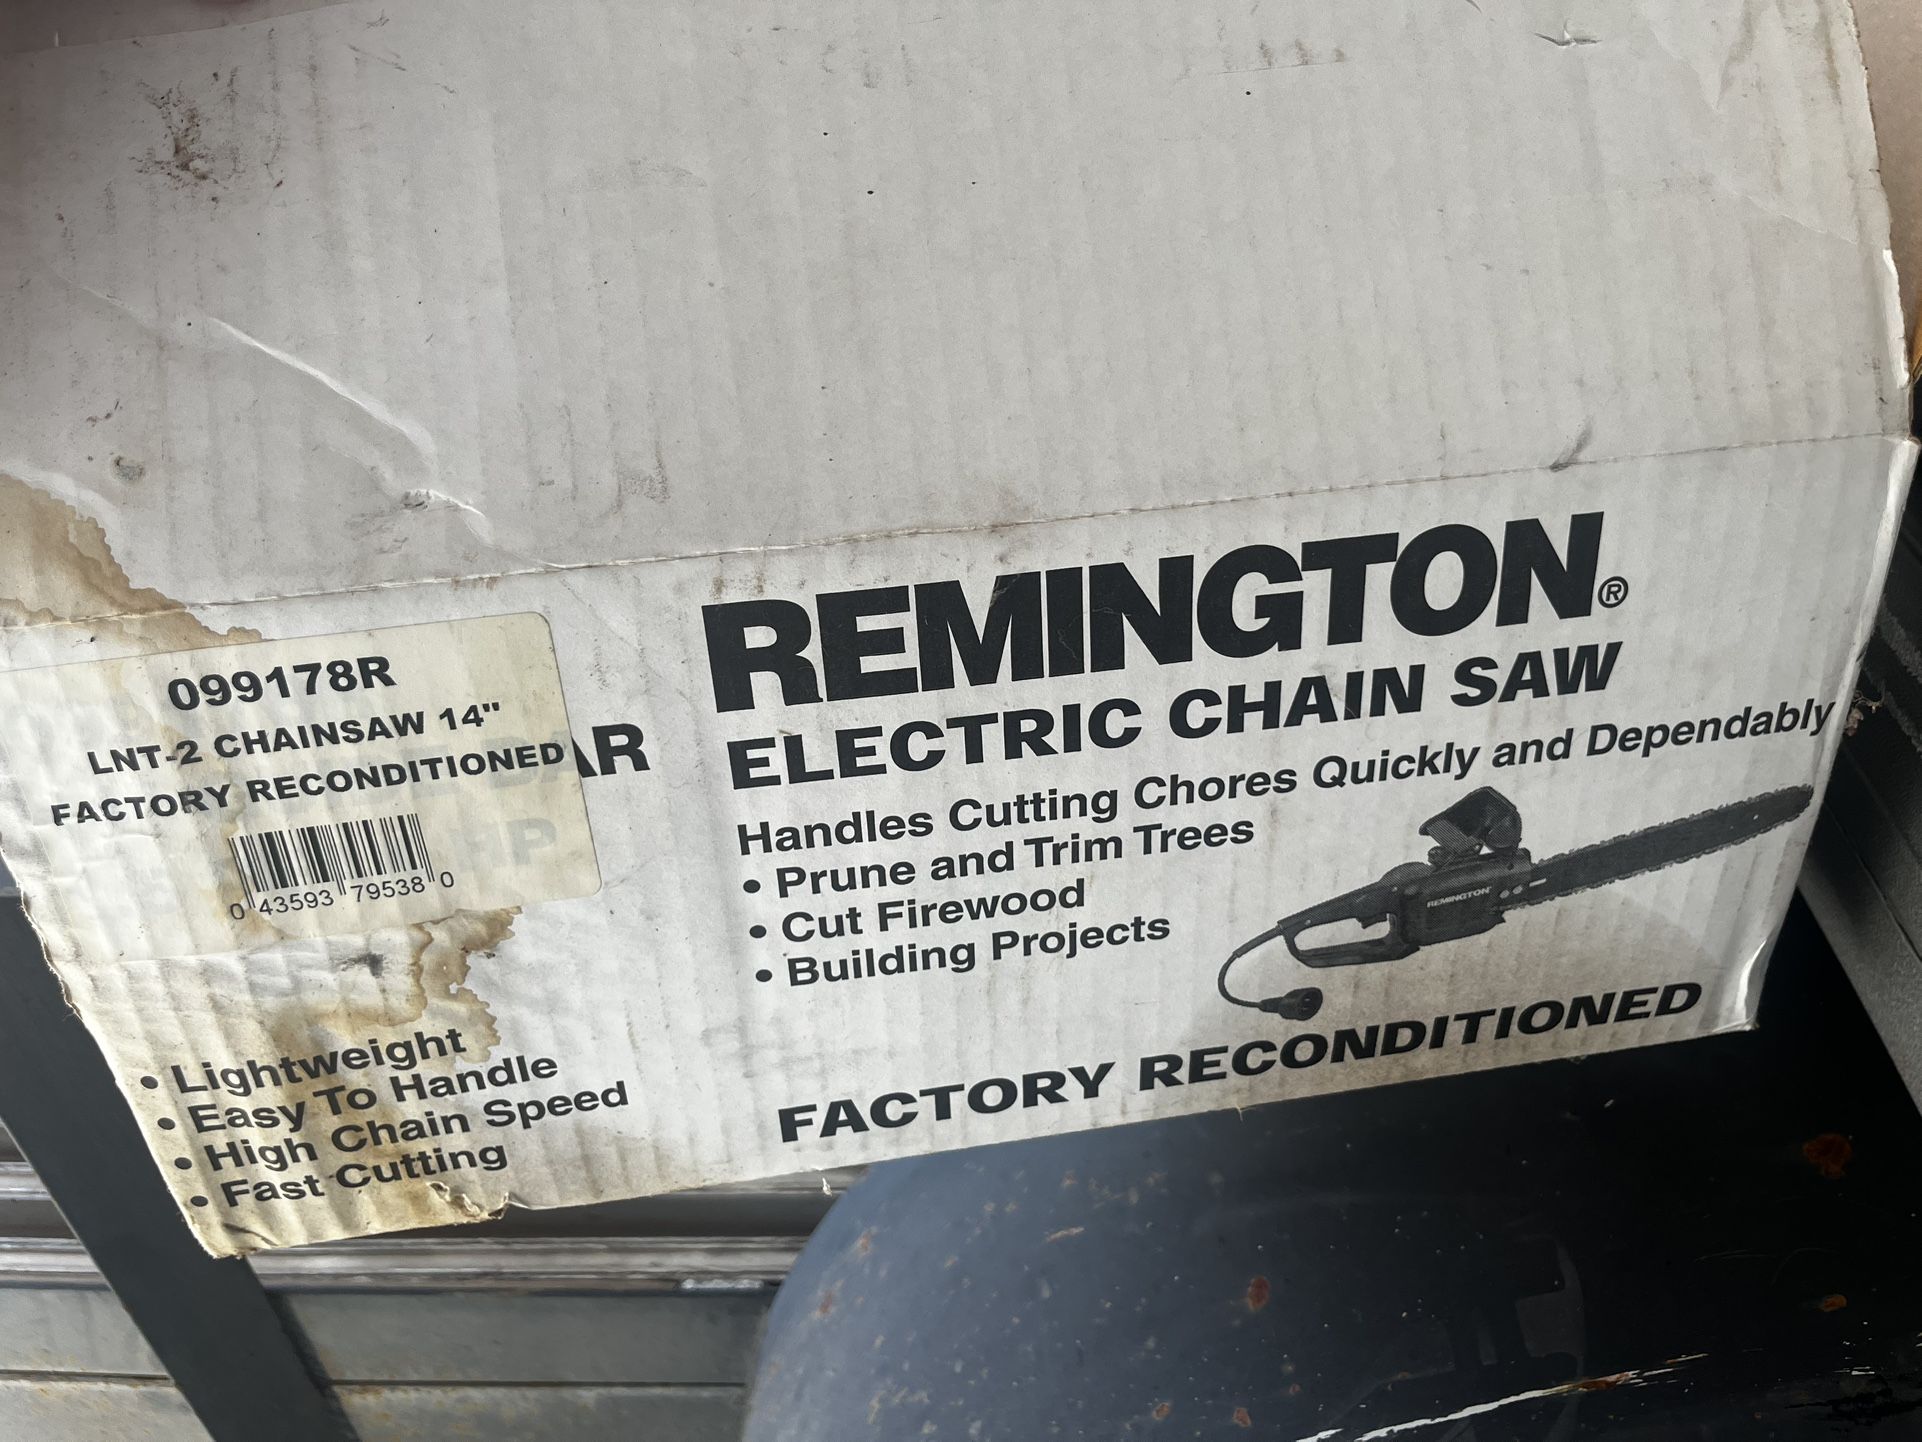 099178R
LNT-2 CHAINSAW 14"
FACTORY RECONDITIONED
0 43593 79538 0
AR
HP
• Lightweight
• Easy To Handle
• High Chain Speed
• Fast Cutting
REMINGTON®
ELECTRIC CHAIN SAW
Handles Cutting Chores Quickly and Dependably
• Prune and Trim Trees
• Cut Firewood
• Building Projects
REMINGTON
FACTORY RECONDITIONED